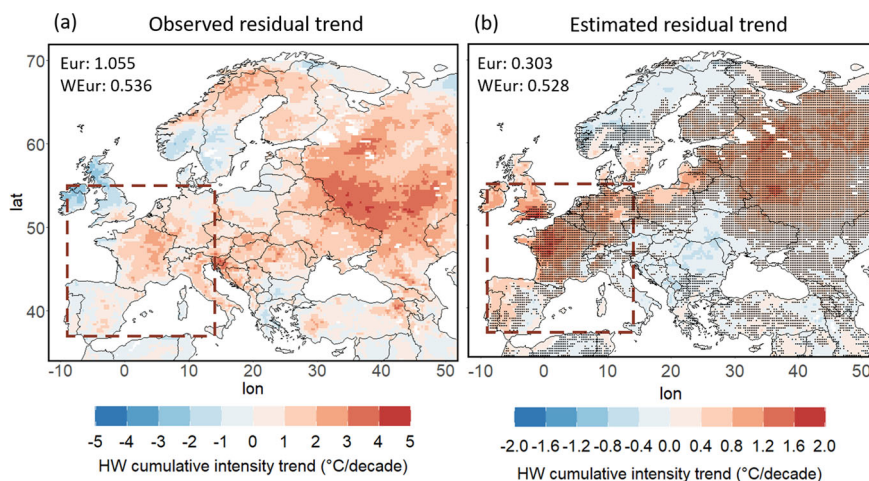 (a) Observed residual trend
(b) Estimated residual trend
Eur: 1.055
WEur: 0.536
Eur: 0.303
WEur: 0.528
70
60
50
40
lat
-10 0 10 20 30 40 50
lon
-10 0 10 20 30 40 50
lon
-5 -4 -3 -2 -1 0 1 2 3 4 5
HW cumulative intensity trend (°C/decade)
-2.0 -1.6 -1.2 -0.8 -0.4 0.0 0.4 0.8 1.2 1.6 2.0
HW cumulative intensity trend (°C/decade)